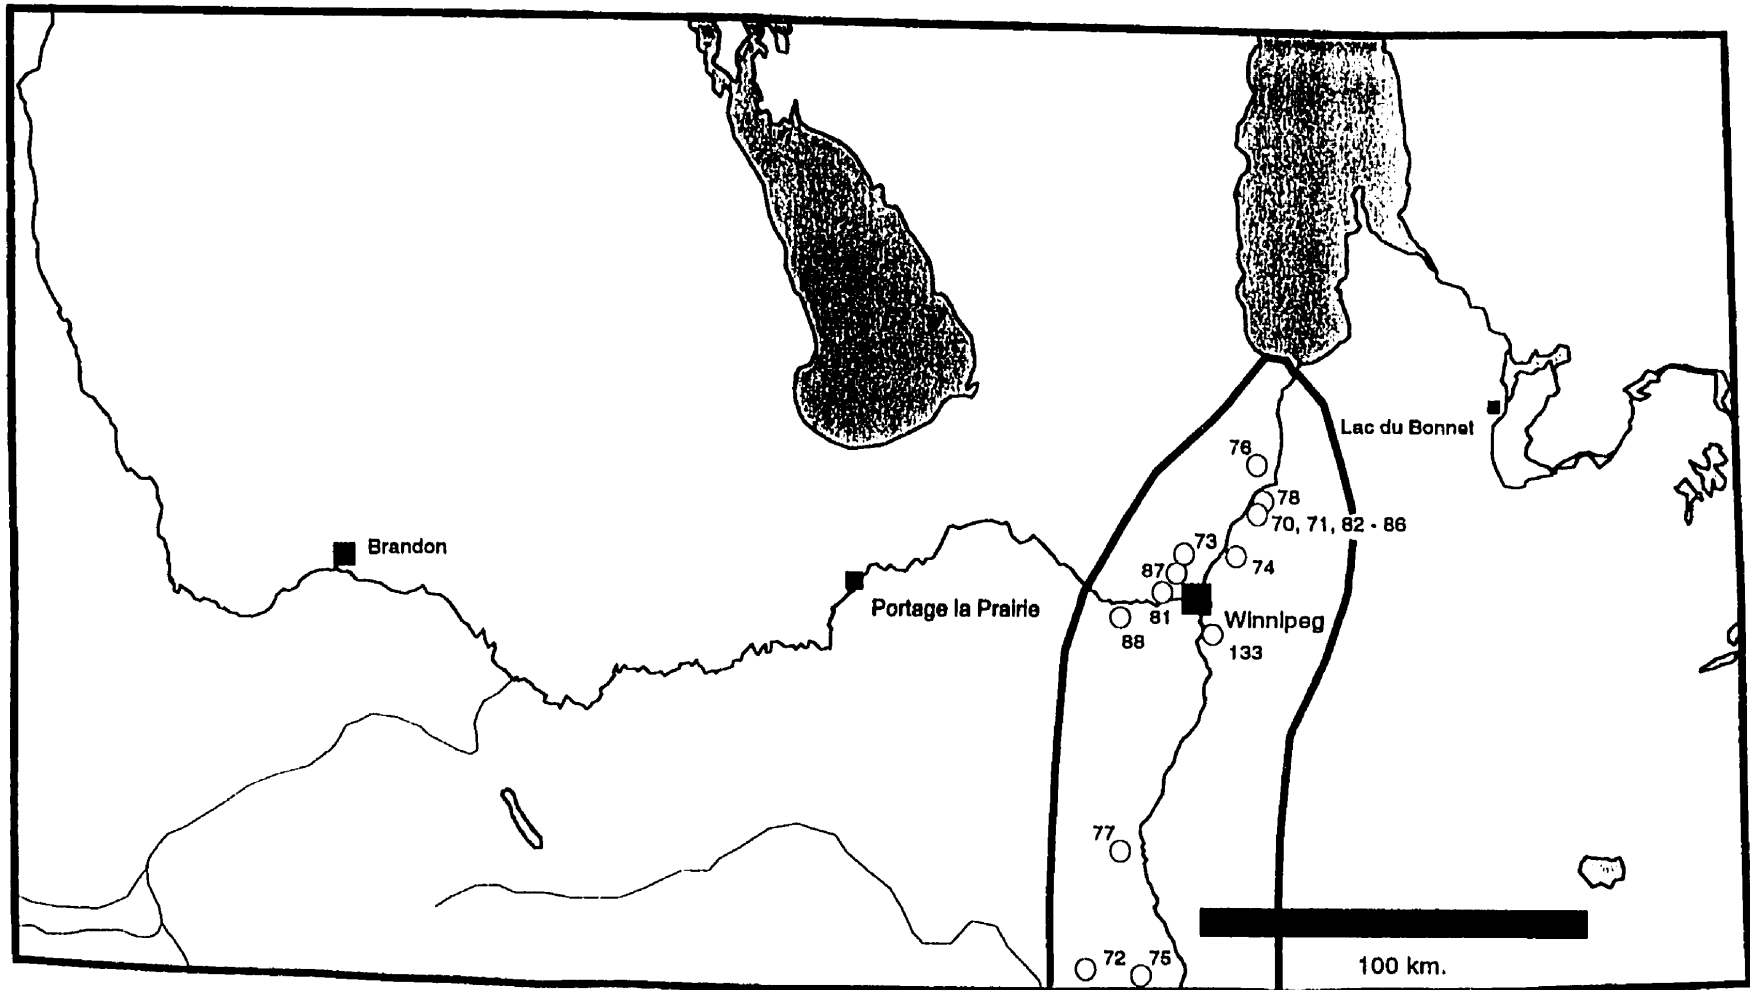 Lac du Bonnet
76
78
70, 71, 82 - 86
Brandon
73
74
87
Portage la Prairie
81
Winnipeg
88
133
77
72
75
100 km.